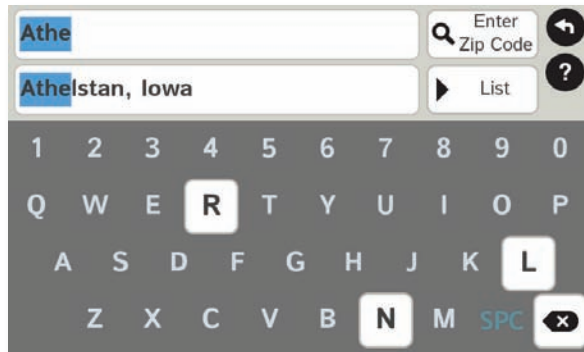 Athe
Enter
Zip Code
?
Athelstan, Iowa
List
1 2 3 4 5 6 7 8 9 0
Q W E R T Y U I O P
A S D F G H J K L
Z X C V B N M SPC